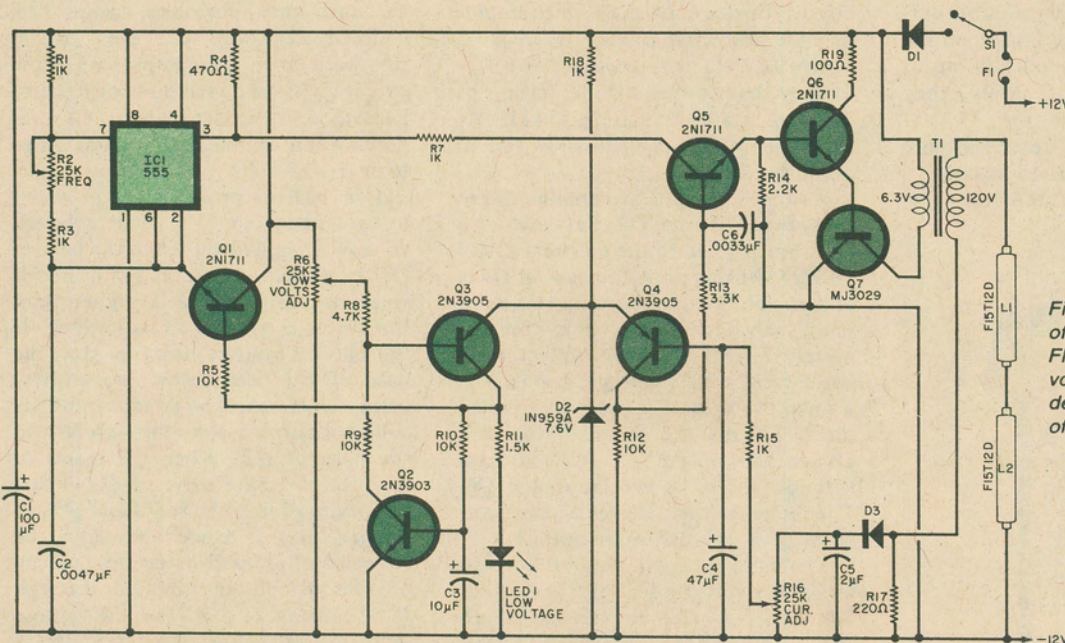 R1
1K
R4
470Ω
R18
1K
R19
100Ω
Q6
2N1711
D1
S1
F1
+12V
7
8
4
3
IC1
555
1
6
2
R2
25K
FREQ
R3
1K
R7
1K
Q5
2N1711
R14
2.2K
C6
.0033µF
T1
6.3V
120V
Q1
2N1711
R6
25K
LOW
VOLTS
ADJ
R8
4.7K
Q3
2N3905
Q4
2N3905
R13
3.3K
Q7
MJ3029
F15T12D
L1
F15T12D
L2
R5
10K
R9
10K
R10
10K
R11
1.5K
D2
IN959A
7.6V
R12
10K
R15
1K
Q2
2N3903
C1
100
µF
C2
.0047µF
C3
10µF
LED1
LOW
VOLTAGE
C4
47µF
R16
25K
CUR.
ADJ
C5
2µF
D3
R17
220Ω
-12V
of
vo
de
of